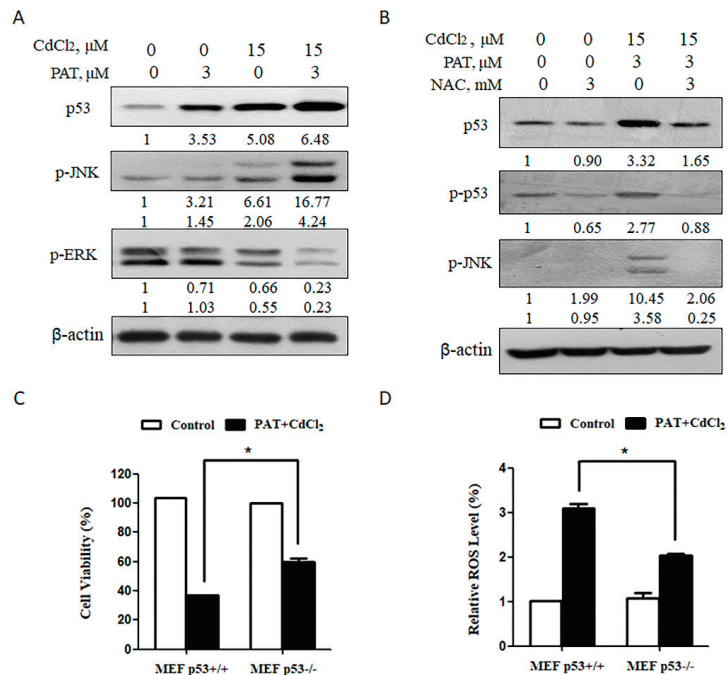 A
CdCl2, μM 0 0 15 15
PAT, μM 0 3 0 3
p53
1 3.53 5.08 6.48
p-JNK
1 3.21 6.61 16.77
1 1.45 2.06 4.24
p-ERK
1 0.71 0.66 0.23
1 1.03 0.55 0.23
β-actin
B
CdCl2, μM 0 0 15 15
PAT, μM 0 0 3 3
NAC, mM 0 3 0 3
p53
1 0.90 3.32 1.65
p-p53
1 0.65 2.77 0.88
p-JNK
1 1.99 10.45 2.06
1 0.95 3.58 0.25
β-actin
C
Control PAT+CdCl2
*
Cell Viability (%)
120
100
80
60
40
20
0
MEF p53+/+ MEF p53-/-
D
Control PAT+CdCl2
*
Relative ROS Level (%)
4
3
2
1
0
MEF p53+/+ MEF p53-/-